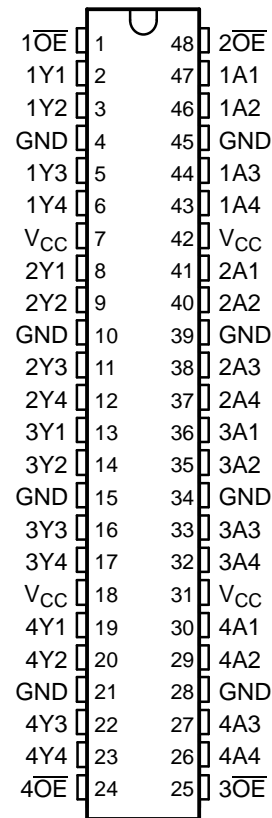 1O̅E̅ 1 48 2O̅E̅
1Y1 2 47 1A1
1Y2 3 46 1A2
GND 4 45 GND
1Y3 5 44 1A3
1Y4 6 43 1A4
VCC 7 42 VCC
2Y1 8 41 2A1
2Y2 9 40 2A2
GND 10 39 GND
2Y3 11 38 2A3
2Y4 12 37 2A4
3Y1 13 36 3A1
3Y2 14 35 3A2
GND 15 34 GND
3Y3 16 33 3A3
3Y4 17 32 3A4
VCC 18 31 VCC
4Y1 19 30 4A1
4Y2 20 29 4A2
GND 21 28 GND
4Y3 22 27 4A3
4Y4 23 26 4A4
4O̅E̅ 24 25 3O̅E̅